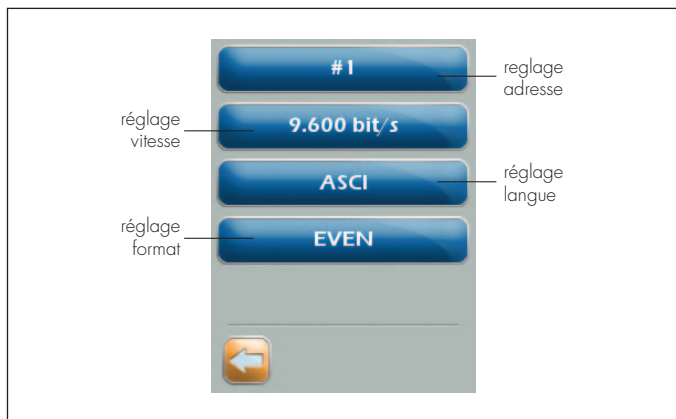 #1
reglage
adresse
réglage
vitesse
9.600 bit/s
ASCI
réglage
langue
réglage
format
EVEN